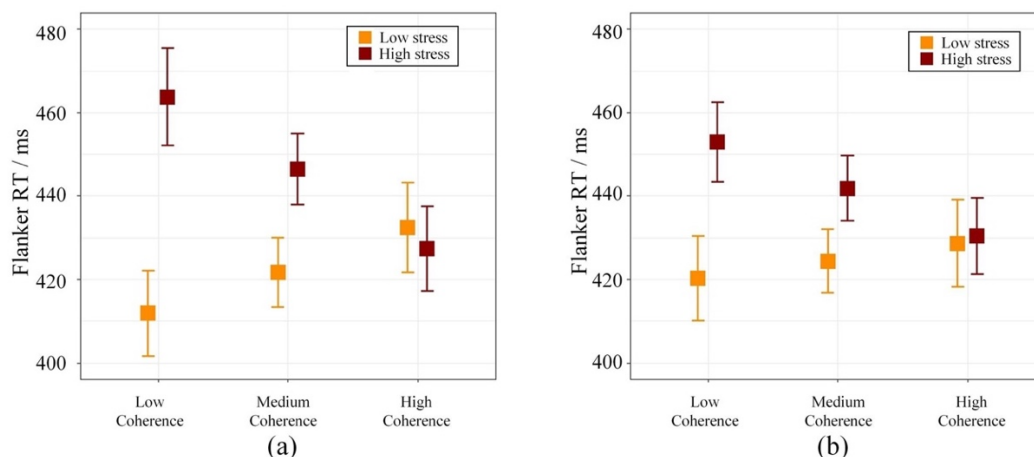 480
460
440
420
400
Flanker RT / ms
Low stress
High stress
Low
Coherence
Medium
Coherence
High
Coherence
(a)
480
460
440
420
400
Flanker RT / ms
Low stress
High stress
Low
Coherence
Medium
Coherence
High
Coherence
(b)